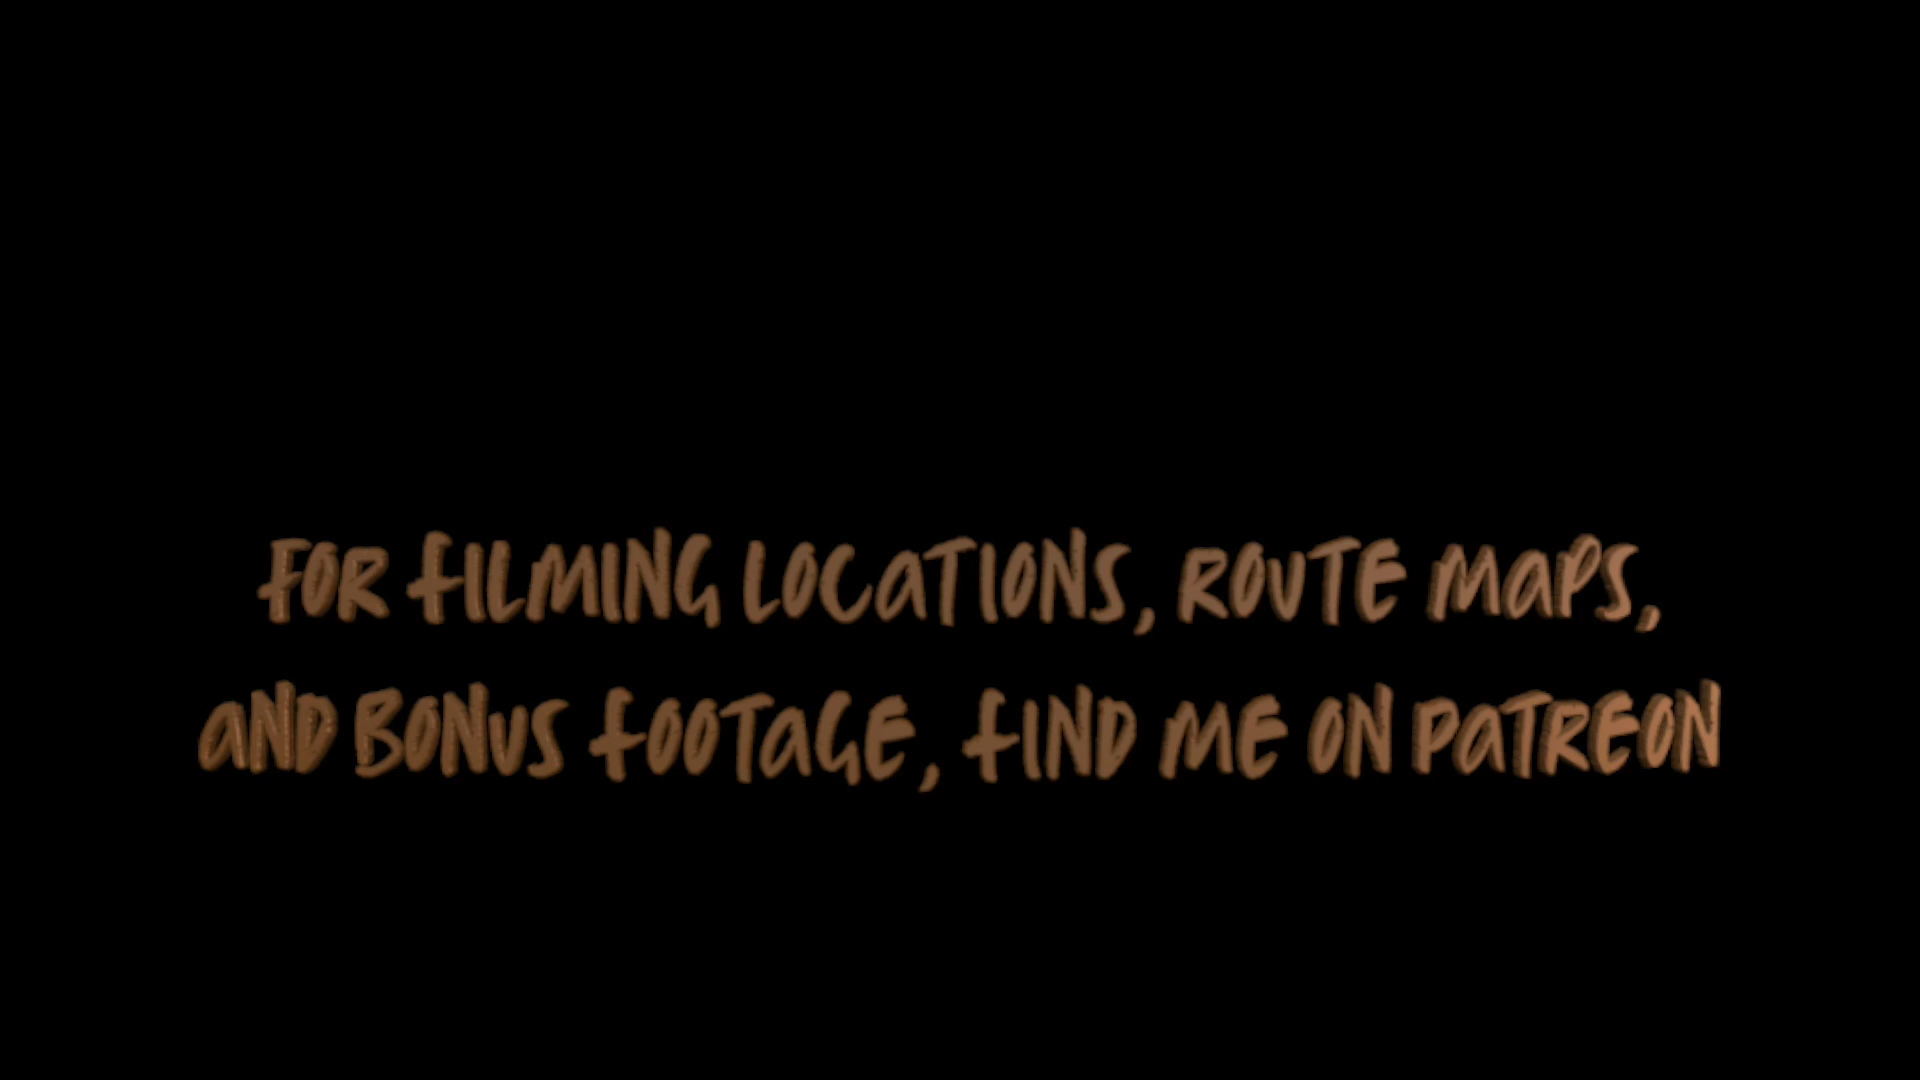 FOR FILMING LOCATIONS, ROUTE MAPS,
AND BONUS FOOTAGE, FIND ME ON PATREON